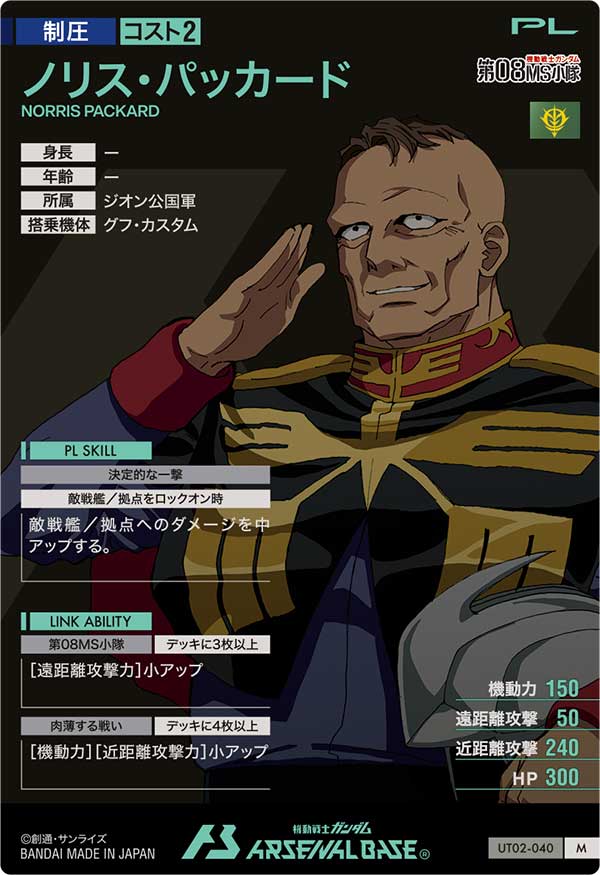 制圧 コスト2 PL
ノリス・パッカード
NORRIS PACKARD
機動戦士ガンダム
第08MS小隊
身長 ー
年齢 ー
所属 ジオン公国軍
搭乗機体 グフ・カスタム
PL SKILL
決定的な一撃
敵戦艦/拠点をロックオン時
敵戦艦/拠点へのダメージを中
アップする。
LINK ABILITY
第08MS小隊 デッキに3枚以上
[遠距離攻撃力]小アップ
肉薄する戦い デッキに4枚以上
[機動力][近距離攻撃力]小アップ
機動力 150
遠距離攻撃 50
近距離攻撃 240
HP 300
©創通・サンライズ
BANDAI MADE IN JAPAN
機動戦士ガンダム
AB ARSENAL BASE®
UT02-040 M